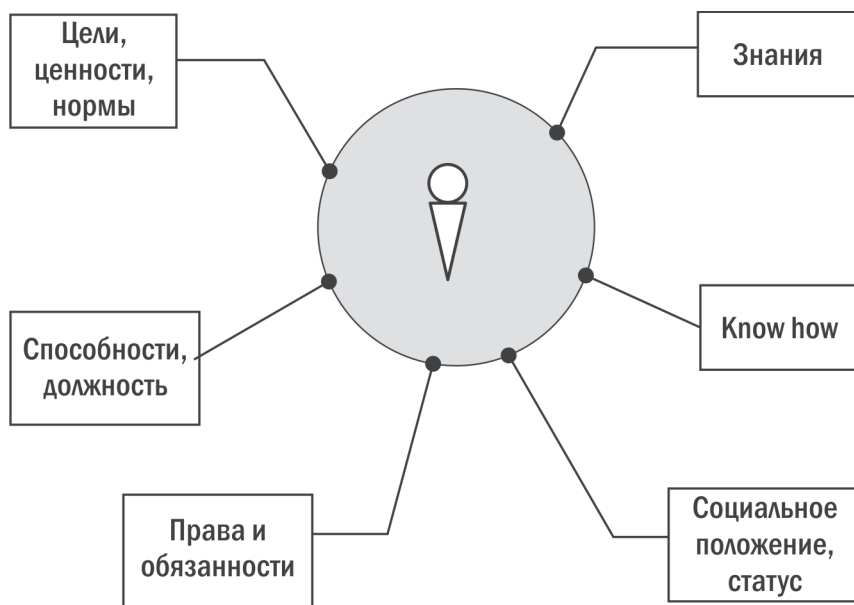 Цели,
ценности,
нормы
Знания
Способности,
должность
Know how
Права и
обязанности
Социальное
положение,
статус